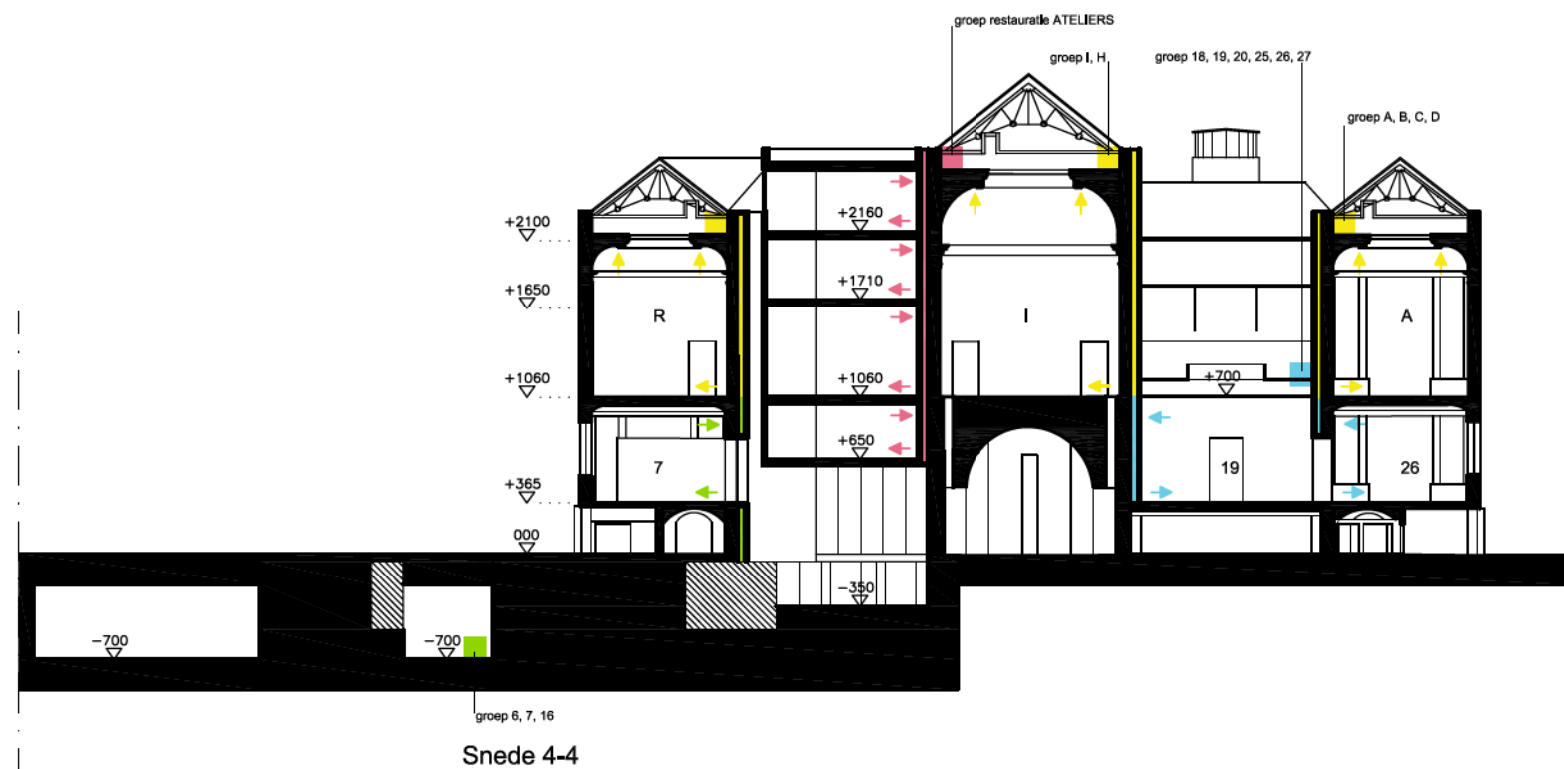 groep restauratie ATELIERS
groep I, H
groep 18, 19, 20, 25, 26, 27
groep A, B, C, D
+2100
+2160
+1650
+1710
R
I
A
+1060
+1060
+700
+650
7
19
26
+365
000
-350
-700
-700
groep 6, 7, 16
Snede 4-4